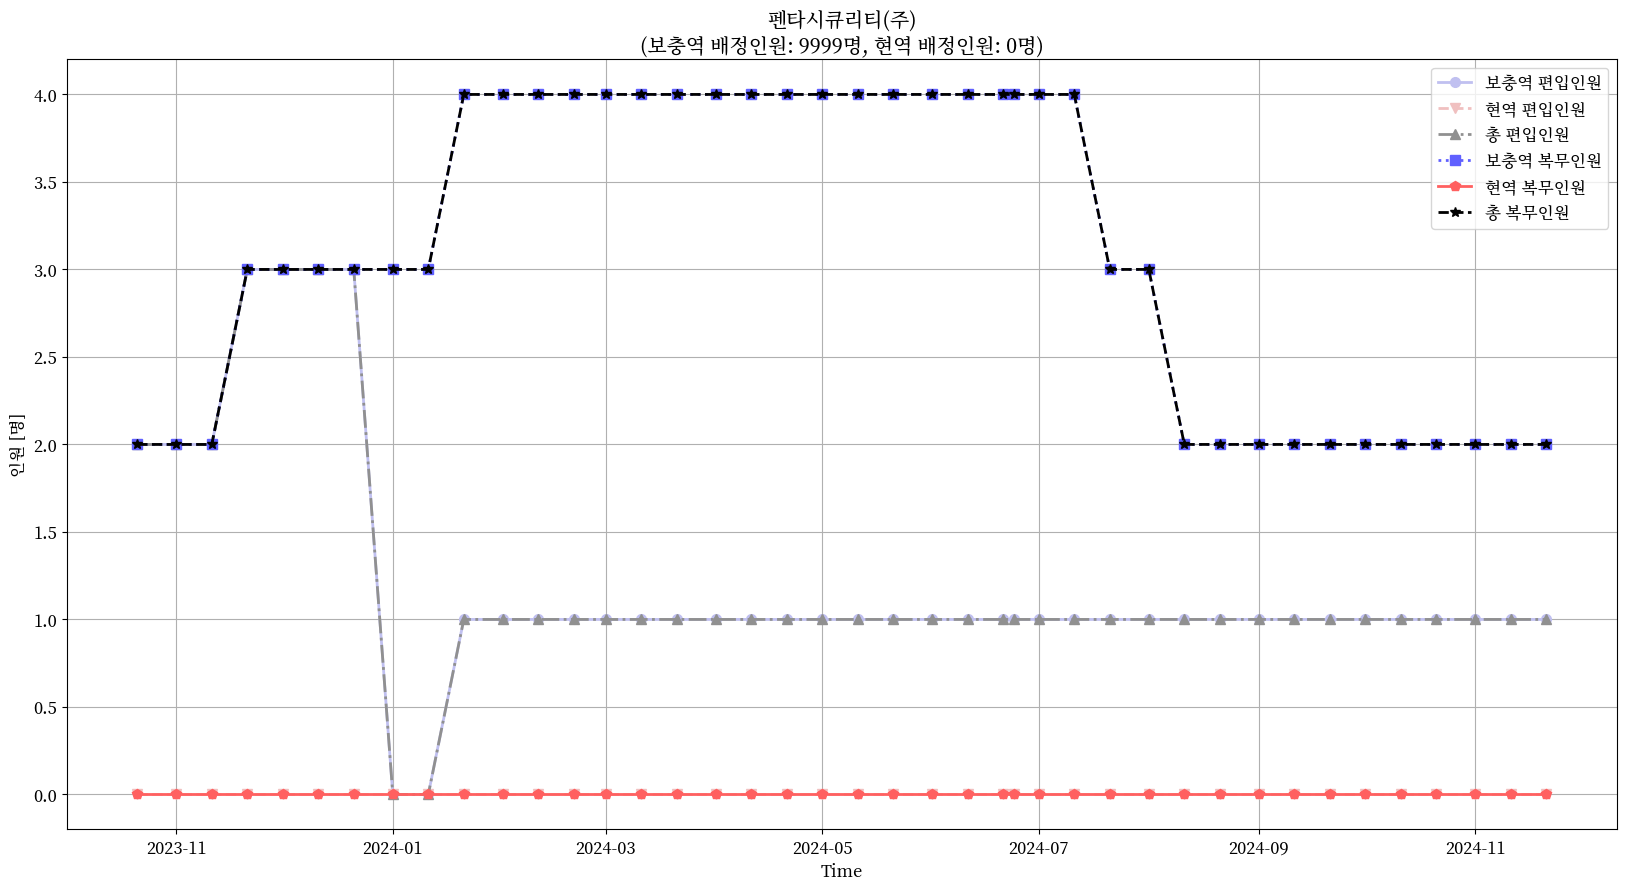 펜타시큐리티(주)
(보충역 배정인원: 9999명, 현역 배정인원: 0명)
보충역 편입인원
현역 편입인원
총 편입인원
보충역 복무인원
현역 복무인원
총 복무인원
인원 [명]
4.0
3.5
3.0
2.5
2.0
1.5
1.0
0.5
0.0
2023-11
2024-01
2024-03
2024-05
2024-07
2024-09
2024-11
Time